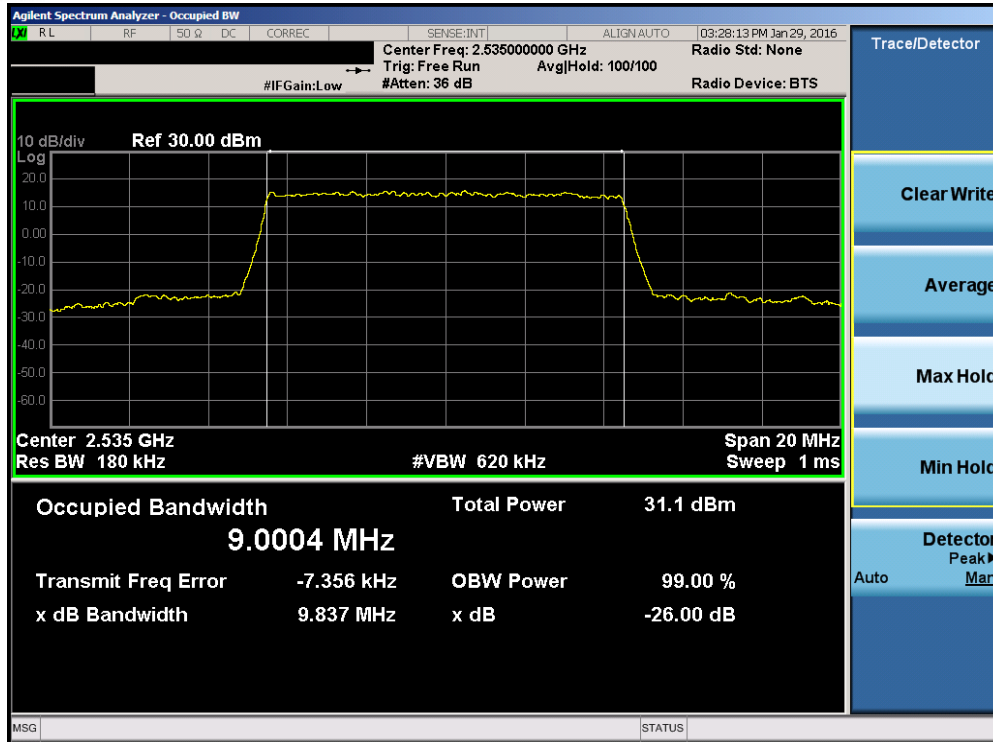 Agilent Spectrum Analyzer - Occupied BW
LXI RL RF 50 Ω DC CORREC SENSE:INT ALIGN AUTO 03:28:13 PM Jan 29, 2016
Center Freq: 2.535000000 GHz Radio Std: None
Trig: Free Run Avg|Hold: 100/100
#IFGain:Low #Atten: 36 dB Radio Device: BTS
10 dB/div Ref 30.00 dBm
Log
20.0
10.0
0.00
-10.0
-20.0
-30.0
-40.0
-50.0
-60.0
Center 2.535 GHz Span 20 MHz
Res BW 180 kHz #VBW 620 kHz Sweep 1 ms
Occupied Bandwidth Total Power 31.1 dBm
9.0004 MHz
Transmit Freq Error -7.356 kHz OBW Power 99.00 %
x dB Bandwidth 9.837 MHz x dB -26.00 dB
MSG STATUS
Trace/Detector
Clear Write
Average
Max Hold
Min Hold
Detector
Peak
Auto Man